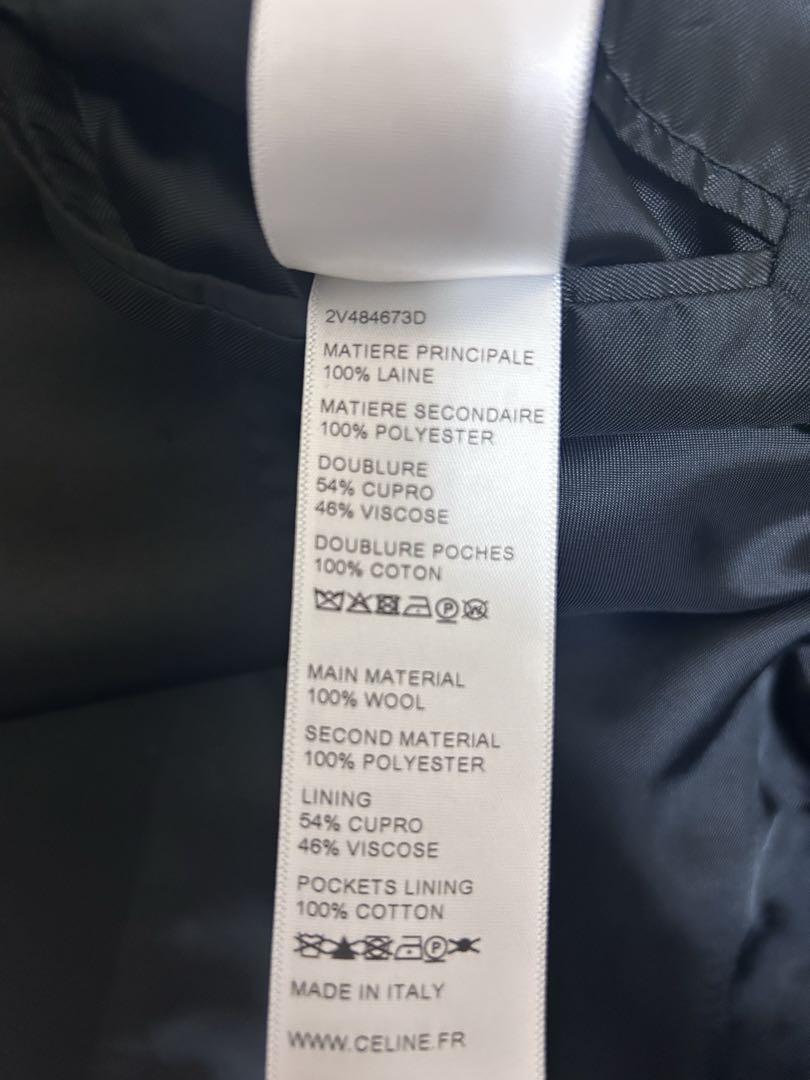 2V484673D
MATIERE PRINCIPALE
100% LAINE
MATIERE SECONDAIRE
100% POLYESTER
DOUBLURE
54% CUPRO
46% VISCOSE
DOUBLURE POCHES
100% COTON
P W
MAIN MATERIAL
100% WOOL
SECOND MATERIAL
100% POLYESTER
LINING
54% CUPRO
46% VISCOSE
POCKETS LINING
100% COTTON
P
MADE IN ITALY
WWW.CELINE.FR